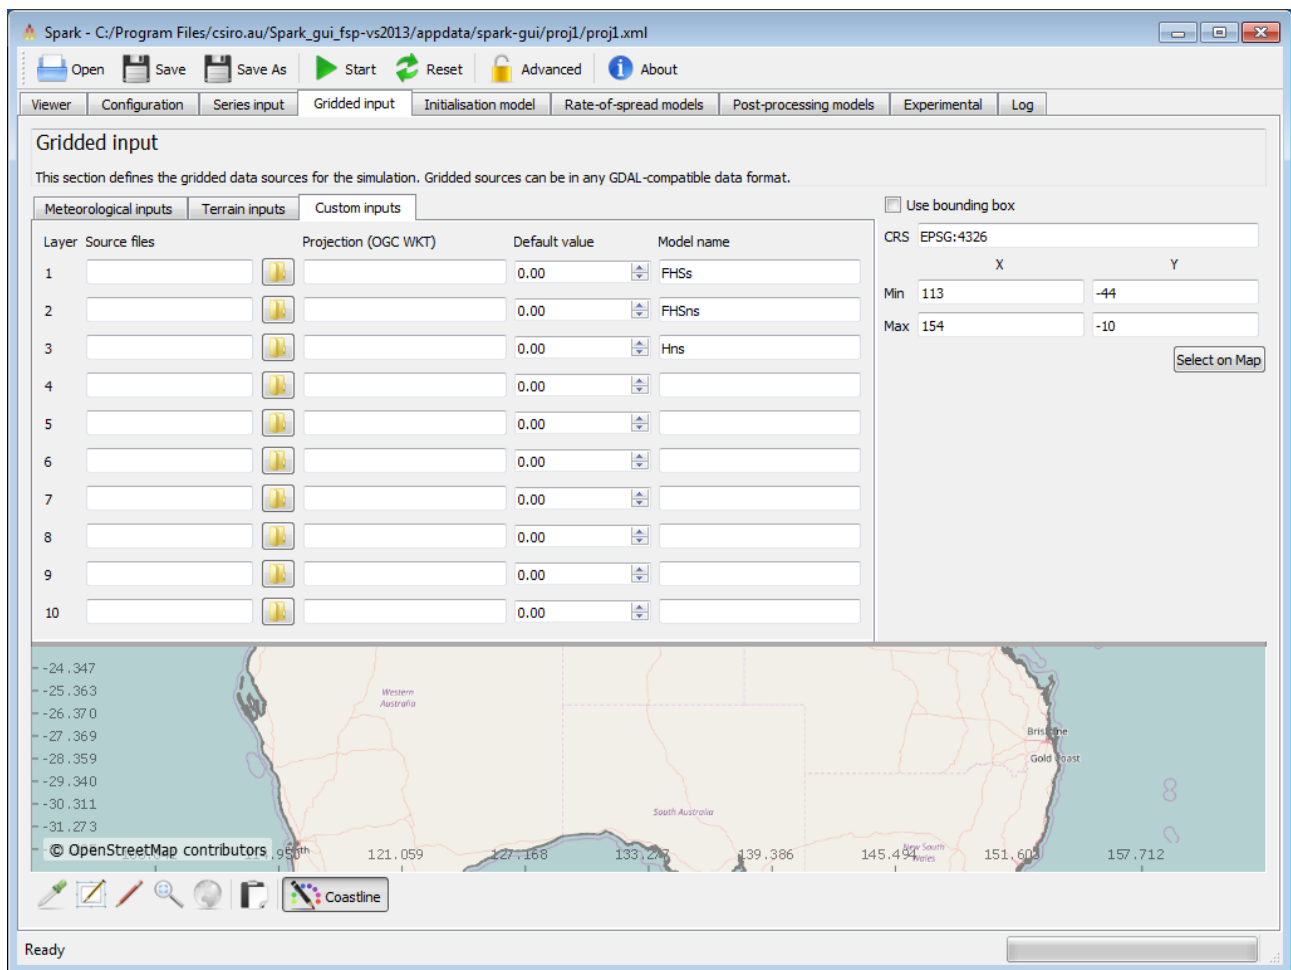 Spark - C:/Program Files/csiro.au/Spark_gui_fsp-vs2013/appdata/spark-gui/proj1/proj1.xml
Open Save Save As Start Reset Advanced About
Viewer Configuration Series input Gridded input Initialisation model Rate-of-spread models Post-processing models Experimental Log
Gridded input
This section defines the gridded data sources for the simulation. Gridded sources can be in any GDAL-compatible data format.
Meteorological inputs Terrain inputs Custom inputs
Layer Source files Projection (OGC WKT) Default value Model name
1 0.00 FHSs
2 0.00 FHSns
3 0.00 Hns
4 0.00
5 0.00
6 0.00
7 0.00
8 0.00
9 0.00
10 0.00
Use bounding box
CRS EPSG:4326
X Y
Min 113 -44
Max 154 -10
Select on Map
-24.347
-25.363
-26.370
-27.369
-28.359
-29.340
-30.311
-31.273
Western
Australia
Brisbane
Gold Coast
South Australia
New South
Wales
© OpenStreetMap contributors
121.059 127.168 133.277 139.386 145.494 151.603 157.712
Coastline
Ready